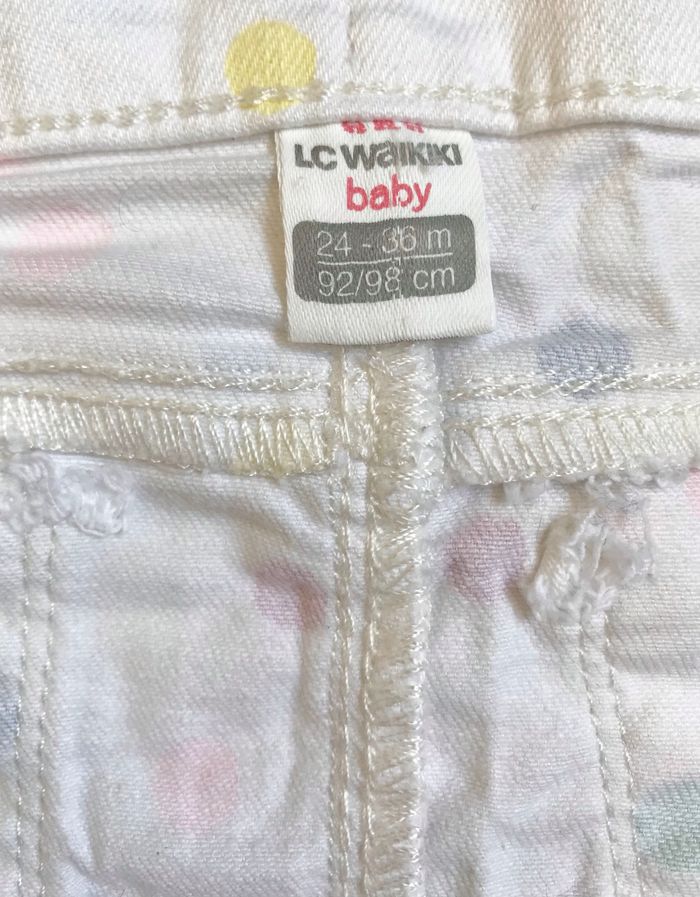 LC WAIKIKI
baby
24 - 36 m
92/98 cm